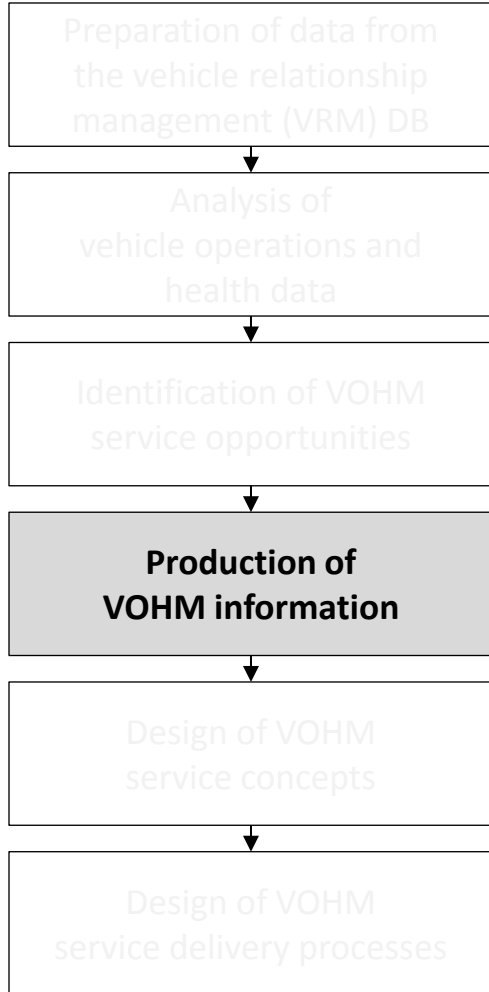 Preparation of data from
the vehicle relationship
management (VRM) DB
Analysis of
vehicle operations and
health data
Identification of VOHM
service opportunities
Production of
VOHM information
Design of VOHM
service concepts
Design of VOHM
service delivery processes